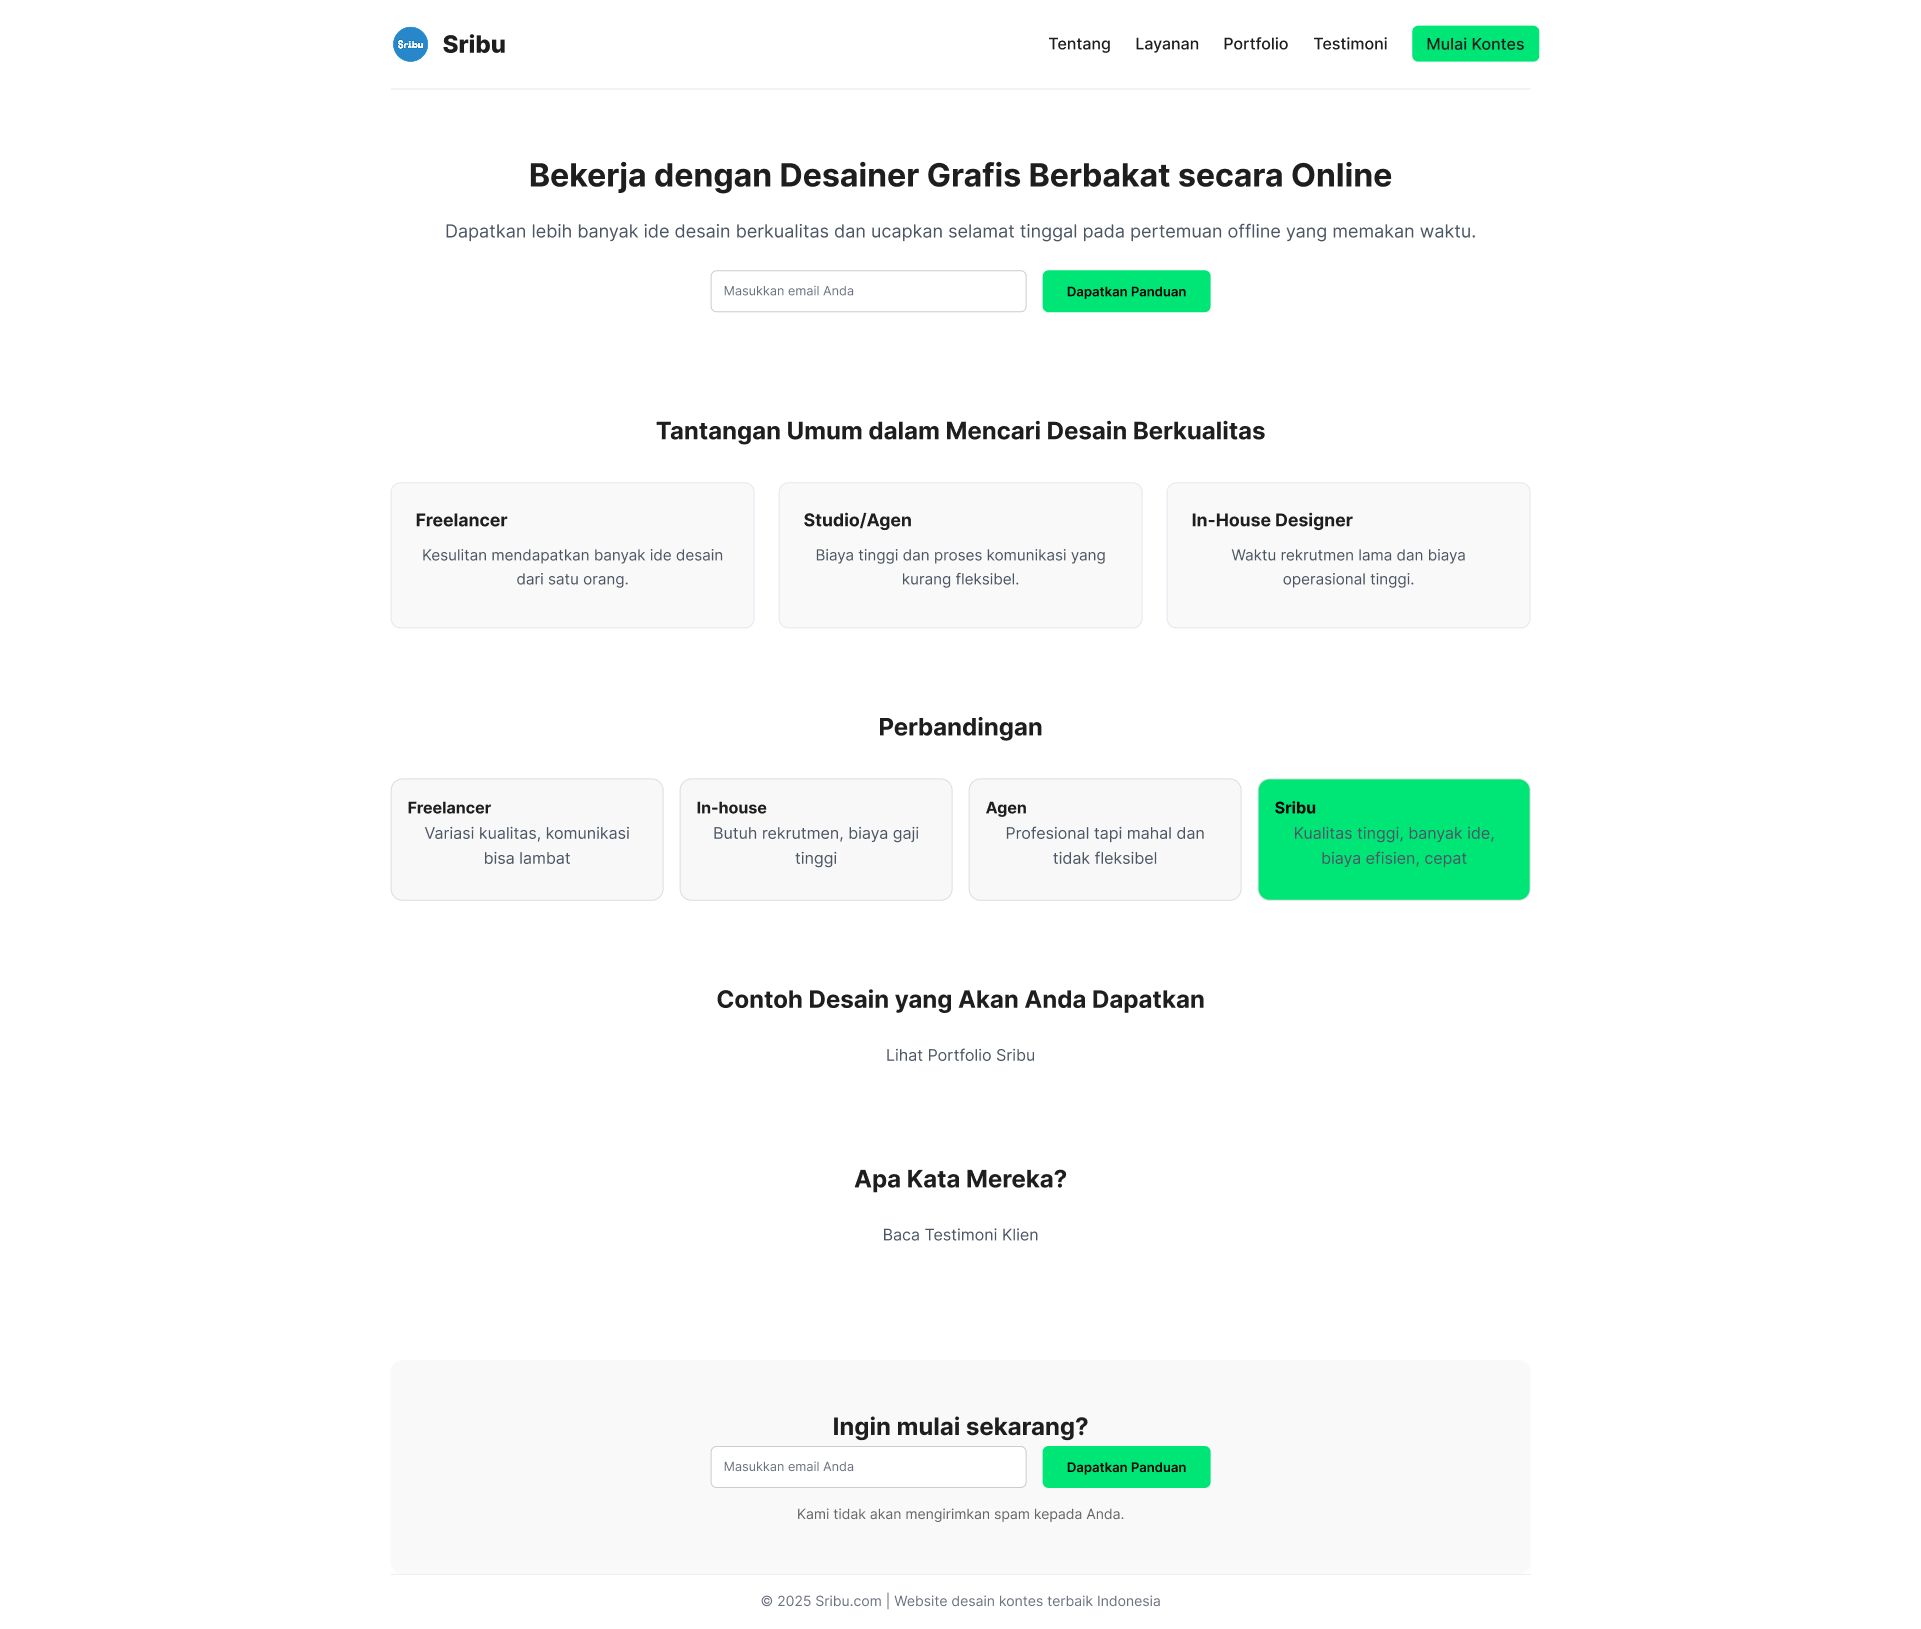 Sribu
Sribu
Tentang
Layanan
Portfolio
Testimoni
Mulai Kontes
Bekerja dengan Desainer Grafis Berbakat secara Online
Dapatkan lebih banyak ide desain berkualitas dan ucapkan selamat tinggal pada pertemuan offline yang memakan waktu.
Masukkan email Anda
Dapatkan Panduan
Tantangan Umum dalam Mencari Desain Berkualitas
Freelancer
Kesulitan mendapatkan banyak ide desain
dari satu orang.
Studio/Agen
Biaya tinggi dan proses komunikasi yang
kurang fleksibel.
In-House Designer
Waktu rekrutmen lama dan biaya
operasional tinggi.
Perbandingan
Freelancer
Variasi kualitas, komunikasi
bisa lambat
In-house
Butuh rekrutmen, biaya gaji
tinggi
Agen
Profesional tapi mahal dan
tidak fleksibel
Sribu
Kualitas tinggi, banyak ide,
biaya efisien, cepat
Contoh Desain yang Akan Anda Dapatkan
Lihat Portfolio Sribu
Apa Kata Mereka?
Baca Testimoni Klien
Ingin mulai sekarang?
Masukkan email Anda
Dapatkan Panduan
Kami tidak akan mengirimkan spam kepada Anda.
© 2025 Sribu.com | Website desain kontes terbaik Indonesia